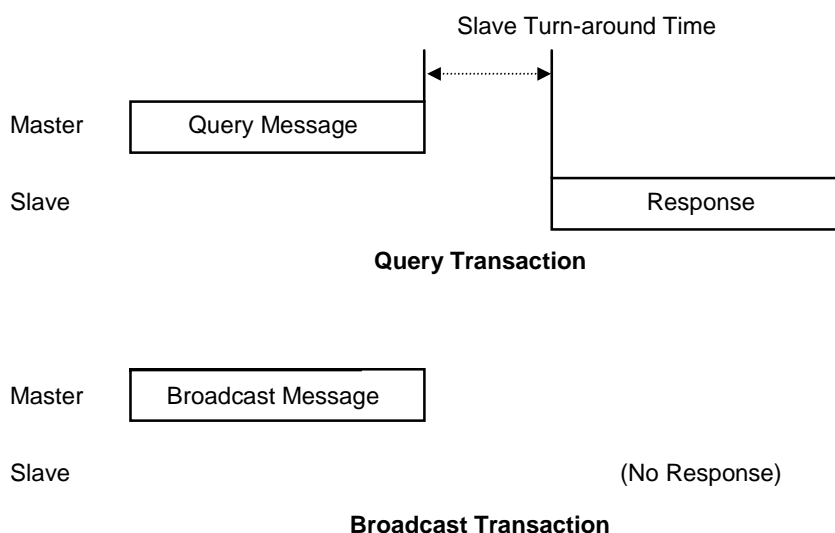 Slave Turn-around Time
Master
Query Message
Slave
Response
Query Transaction
Master
Broadcast Message
Slave
(No Response)
Broadcast Transaction